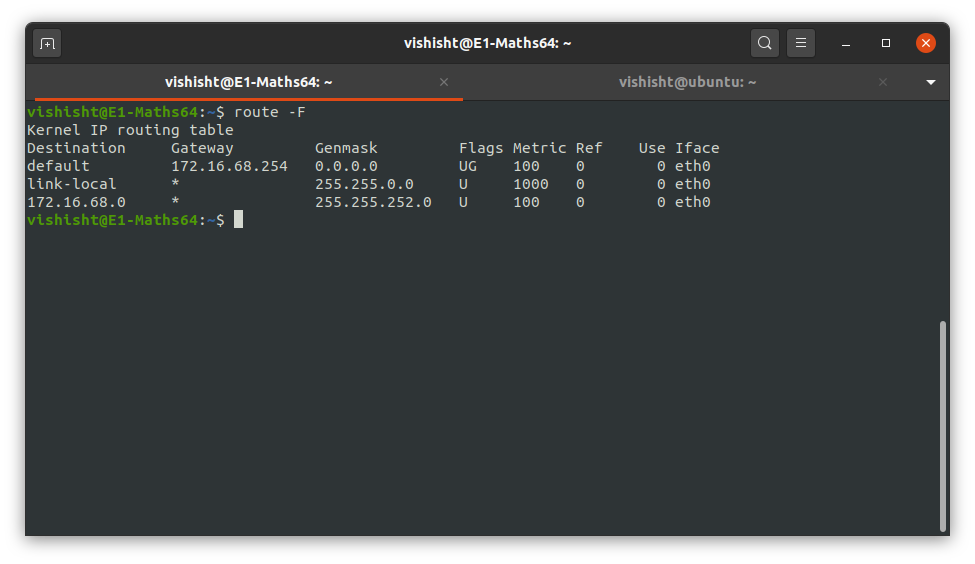 vishisht@E1-Maths64: ~
vishisht@E1-Maths64: ~ vishisht@ubuntu: ~
vishisht@E1-Maths64:~$ route -F
Kernel IP routing table
Destination     Gateway         Genmask         Flags Metric Ref    Use Iface
default         172.16.68.254   0.0.0.0         UG    100    0        0 eth0
link-local      *               255.255.0.0     U     1000   0        0 eth0
172.16.68.0     *               255.255.252.0   U     100    0        0 eth0
vishisht@E1-Maths64:~$